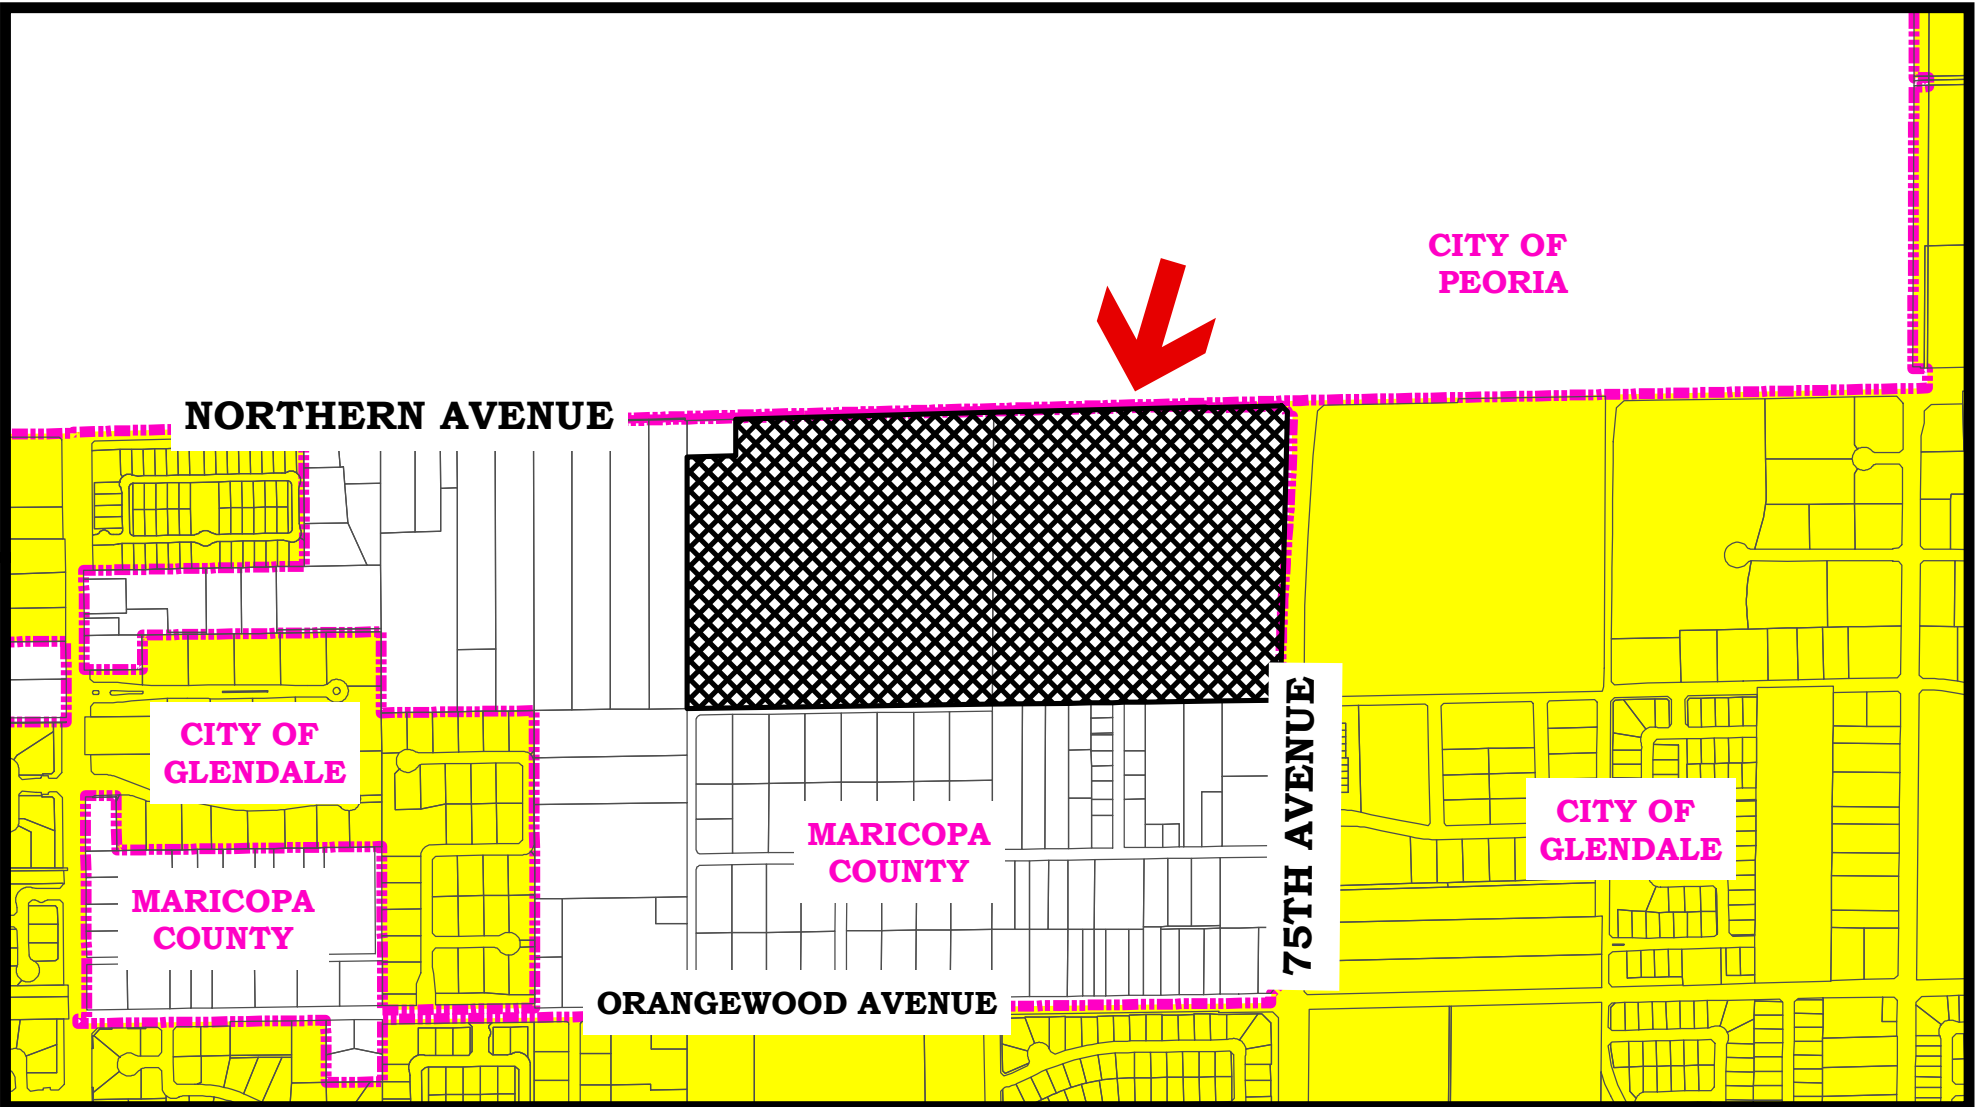 CITY OF
PEORIA
NORTHERN AVENUE
CITY OF
GLENDALE
MARICOPA
COUNTY
75TH AVENUE
CITY OF
GLENDALE
MARICOPA
COUNTY
ORANGEWOOD AVENUE